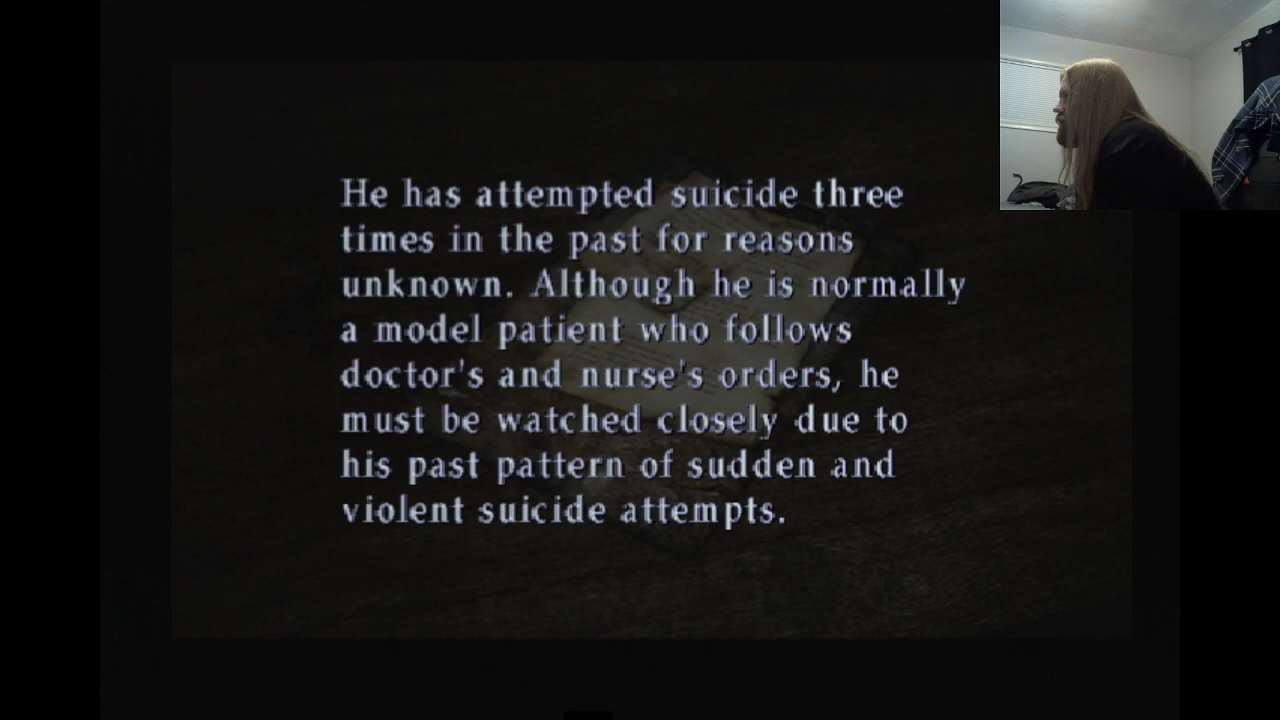 He has attempted suicide three
times in the past for reasons
unknown. Although he is normally
a model patient who follows
doctor's and nurse's orders, he
must be watched closely due to
his past pattern of sudden and
violent suicide attempts.